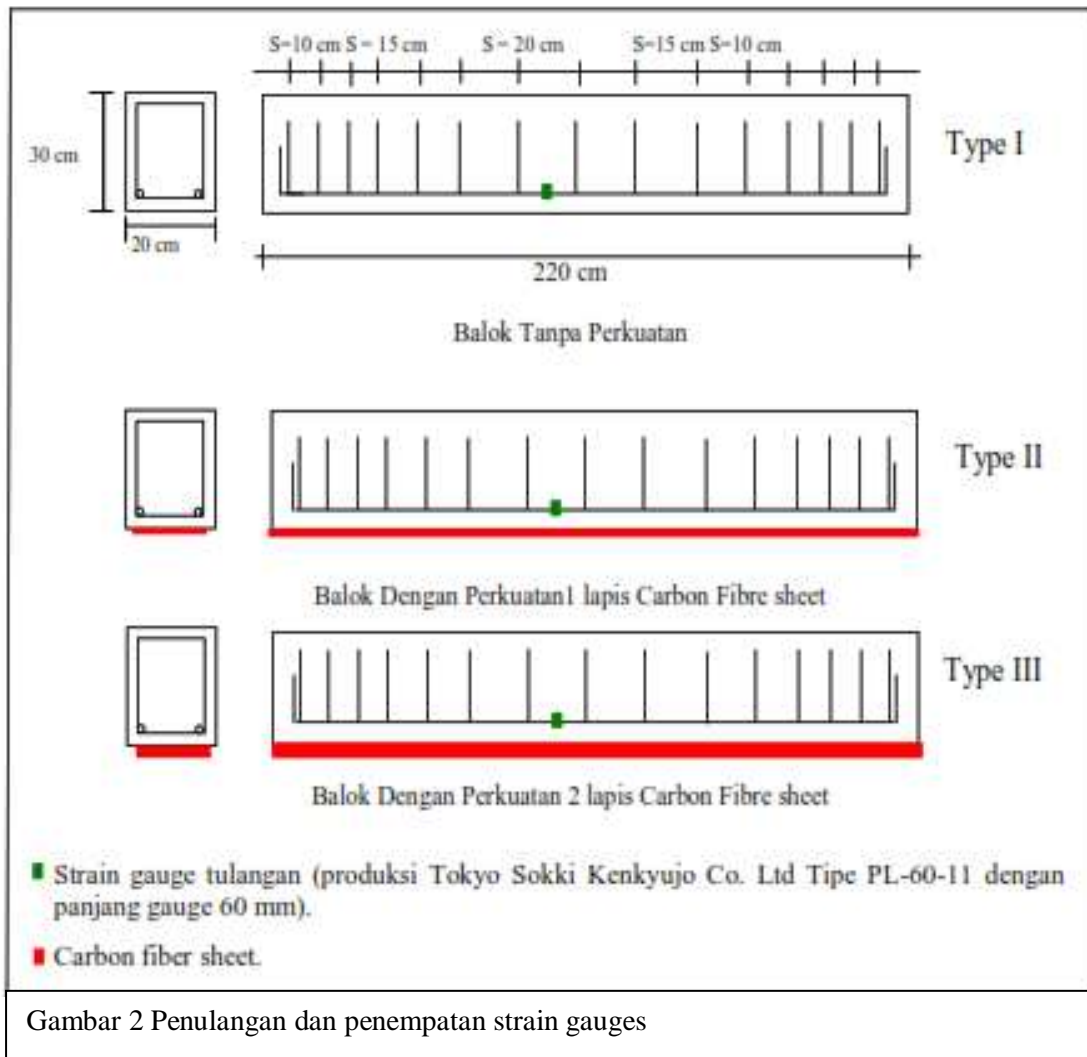 S=10 cm S = 15 cm S = 20 cm S=15 cm S=10 cm
30 cm
20 cm
Type I
220 cm
Balok Tanpa Perkuatan
Type II
Balok Dengan Perkuatan1 lapis Carbon Fibre sheet
Type III
Balok Dengan Perkuatan 2 lapis Carbon Fibre sheet
Strain gauge tulangan (produksi Tokyo Sokki Kenkyujo Co. Ltd Tipe PL-60-11 dengan
panjang gauge 60 mm).
Carbon fiber sheet.
Gambar 2 Penulangan dan penempatan strain gauges